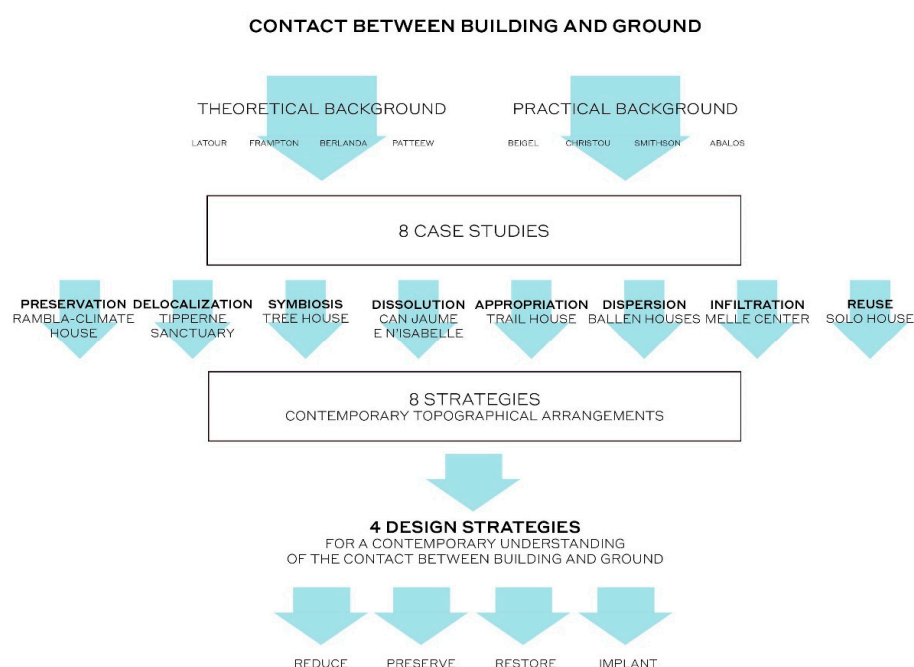 CONTACT BETWEEN BUILDING AND GROUND
THEORETICAL BACKGROUND
PRACTICAL BACKGROUND
LATOUR FRAMPTON BERLANDA PATTEEW
BEIGEL CHRISTOU SMITHSON ABALOS
8 CASE STUDIES
PRESERVATION
RAMBLA-CLIMATE
HOUSE
DELOCALIZATION
TIPPERNE
SANCTUARY
SYMBIOSIS
TREE HOUSE
DISSOLUTION
CAN JAUME
E N'ISABELLE
APPROPRIATION
TRAIL HOUSE
DISPERSION
BALLEN HOUSES
INFILTRATION
MELLE CENTER
REUSE
SOLO HOUSE
8 STRATEGIES
CONTEMPORARY TOPOGRAPHICAL ARRANGEMENTS
4 DESIGN STRATEGIES
FOR A CONTEMPORARY UNDERSTANDING
OF THE CONTACT BETWEEN BUILDING AND GROUND
REDUCE PRESERVE RESTORE IMPLANT